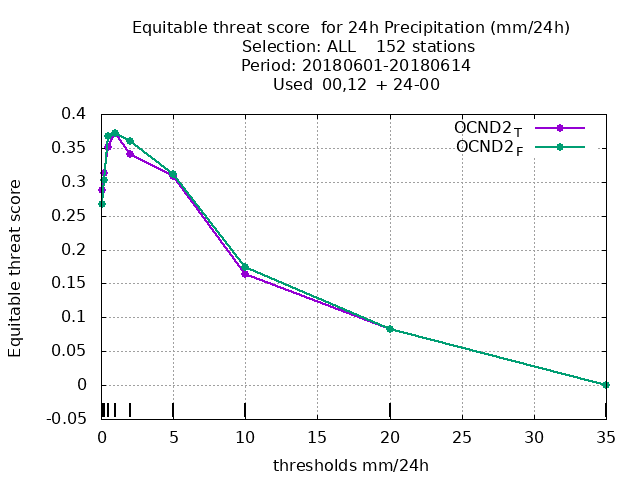 Equitable threat score  for 24h Precipitation (mm/24h)
Selection: ALL    152 stations
Period: 20180601-20180614
Used  00,12  + 24-00
OCND2T
OCND2F
Equitable threat score
0.4
0.35
0.3
0.25
0.2
0.15
0.1
0.05
0
-0.05
0 5 10 15 20 25 30 35
thresholds mm/24h